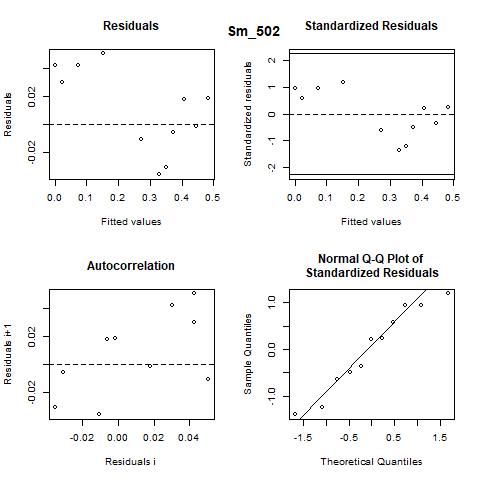 Sm_502
Residuals
Residuals
-0.02
0.02
0.0
0.1
0.2
0.3
0.4
0.5
Fitted values
Standardized Residuals
Standardized residuals
-2
-1
0
1
2
0.0
0.1
0.2
0.3
0.4
0.5
Fitted values
Autocorrelation
Residuals i+1
-0.02
0.02
-0.02
0.00
0.02
0.04
Residuals i
Normal Q-Q Plot of
Standardized Residuals
Sample Quantiles
-1.0
0.0
1.0
-1.5
-0.5
0.5
1.5
Theoretical Quantiles